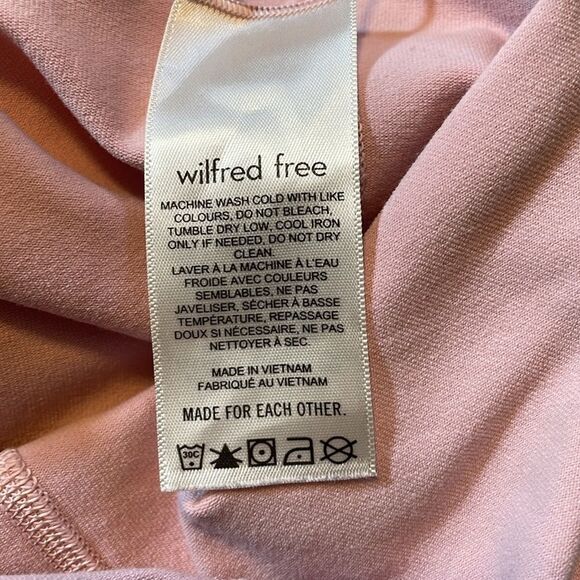 wilfred free
MACHINE WASH COLD WITH LIKE
COLOURS, DO NOT BLEACH,
TUMBLE DRY LOW, COOL IRON
ONLY IF NEEDED, DO NOT DRY
CLEAN.
LAVER À LA MACHINE À L'EAU
FROIDE AVEC COULEURS
SEMBLABLES, NE PAS
JAVELISER, SÉCHER À BASSE
TEMPÉRATURE, REPASSAGE
DOUX SI NÉCESSAIRE, NE PAS
NETTOYER À SEC.
MADE IN VIETNAM
FABRIQUÉ AU VIETNAM
MADE FOR EACH OTHER.
30C